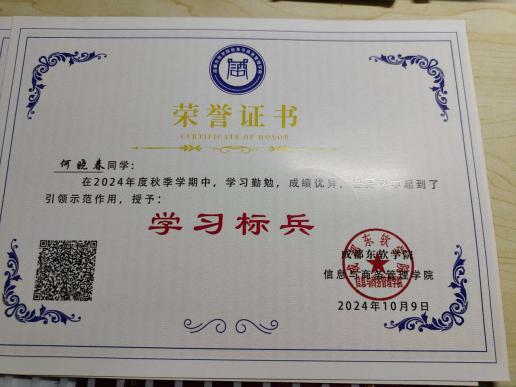 荣誉证书
CERTIFICATE OF HONOR
何晓春同学：
在2024年度秋季学期中，学习勤勉，成绩优异，起到了
引领示范作用，授予：
学习标兵
成都东软学院
信息与商务管理学院
2024年10月9日